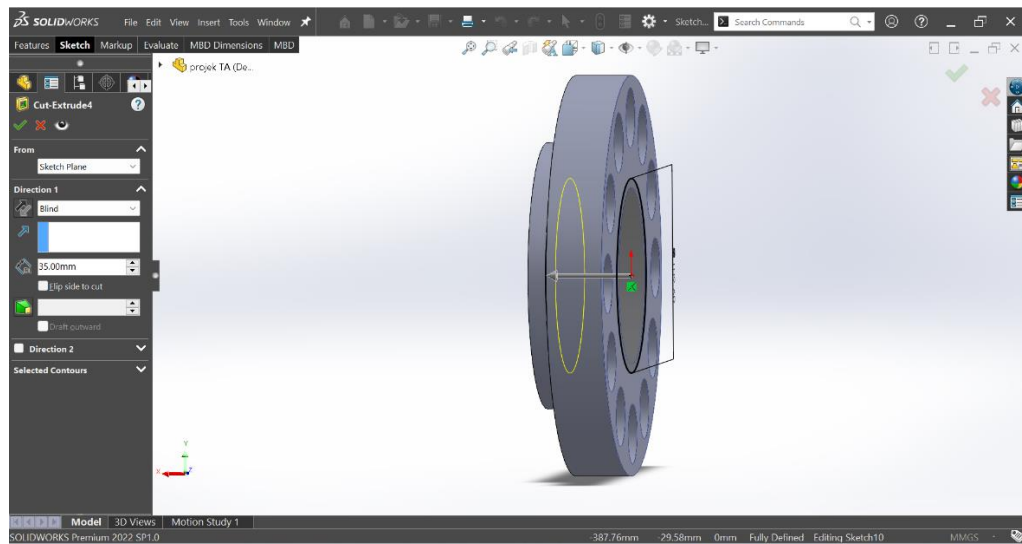 SOLIDWORKS File Edit View Insert Tools Window Sketch... Search Commands
Features Sketch Markup Evaluate MBD Dimensions MBD
projek TA (De...
Cut-Extrude4
From
Sketch Plane
Direction 1
Blind
35.00mm
Flip side to cut
Draft outward
Direction 2
Selected Contours
Y
X
Z
Model 3D Views Motion Study 1
SOLIDWORKS Premium 2022 SP1.0 -387.76mm -29.58mm 0mm Fully Defined Editing Sketch10 MMGS